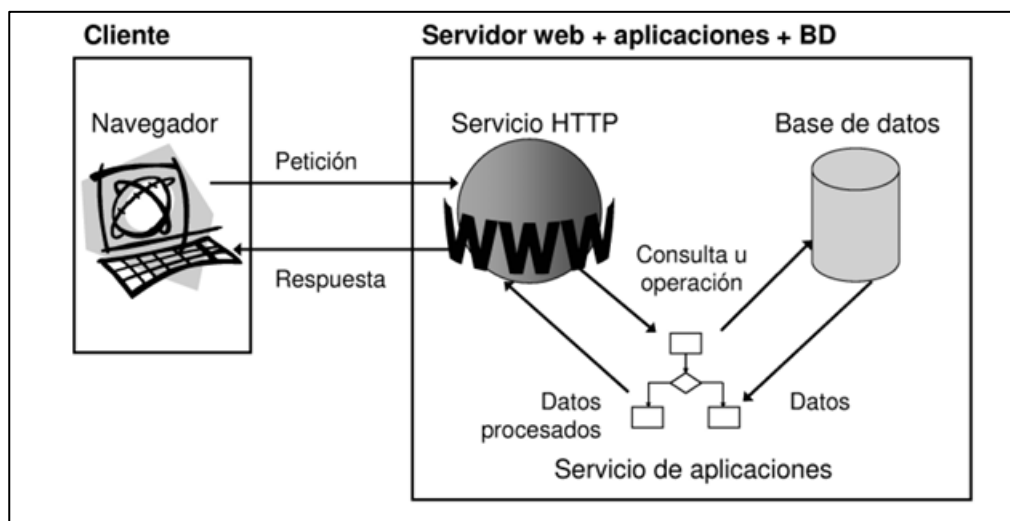 Cliente
Servidor web + aplicaciones + BD
Navegador
Servicio HTTP
Base de datos
Petición
WWW
Respuesta
Consulta u
operación
Datos
procesados
Datos
Servicio de aplicaciones